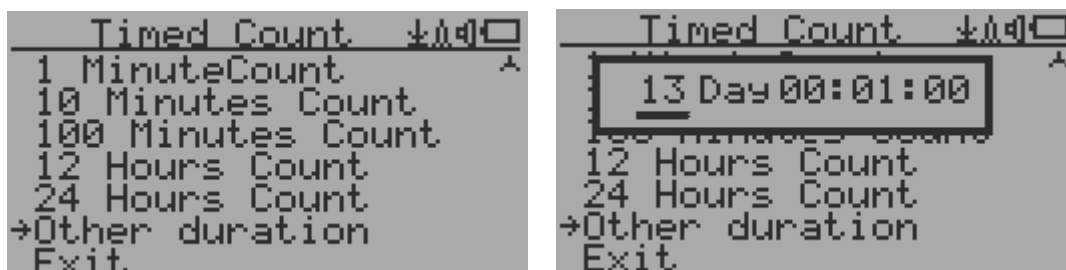 Timed Count
1 MinuteCount
10 Minutes Count
100 Minutes Count
12 Hours Count
24 Hours Count
→Other duration
Exit
Timed Count
13 Day 00:01:00
12 Hours Count
24 Hours Count
→Other duration
Exit